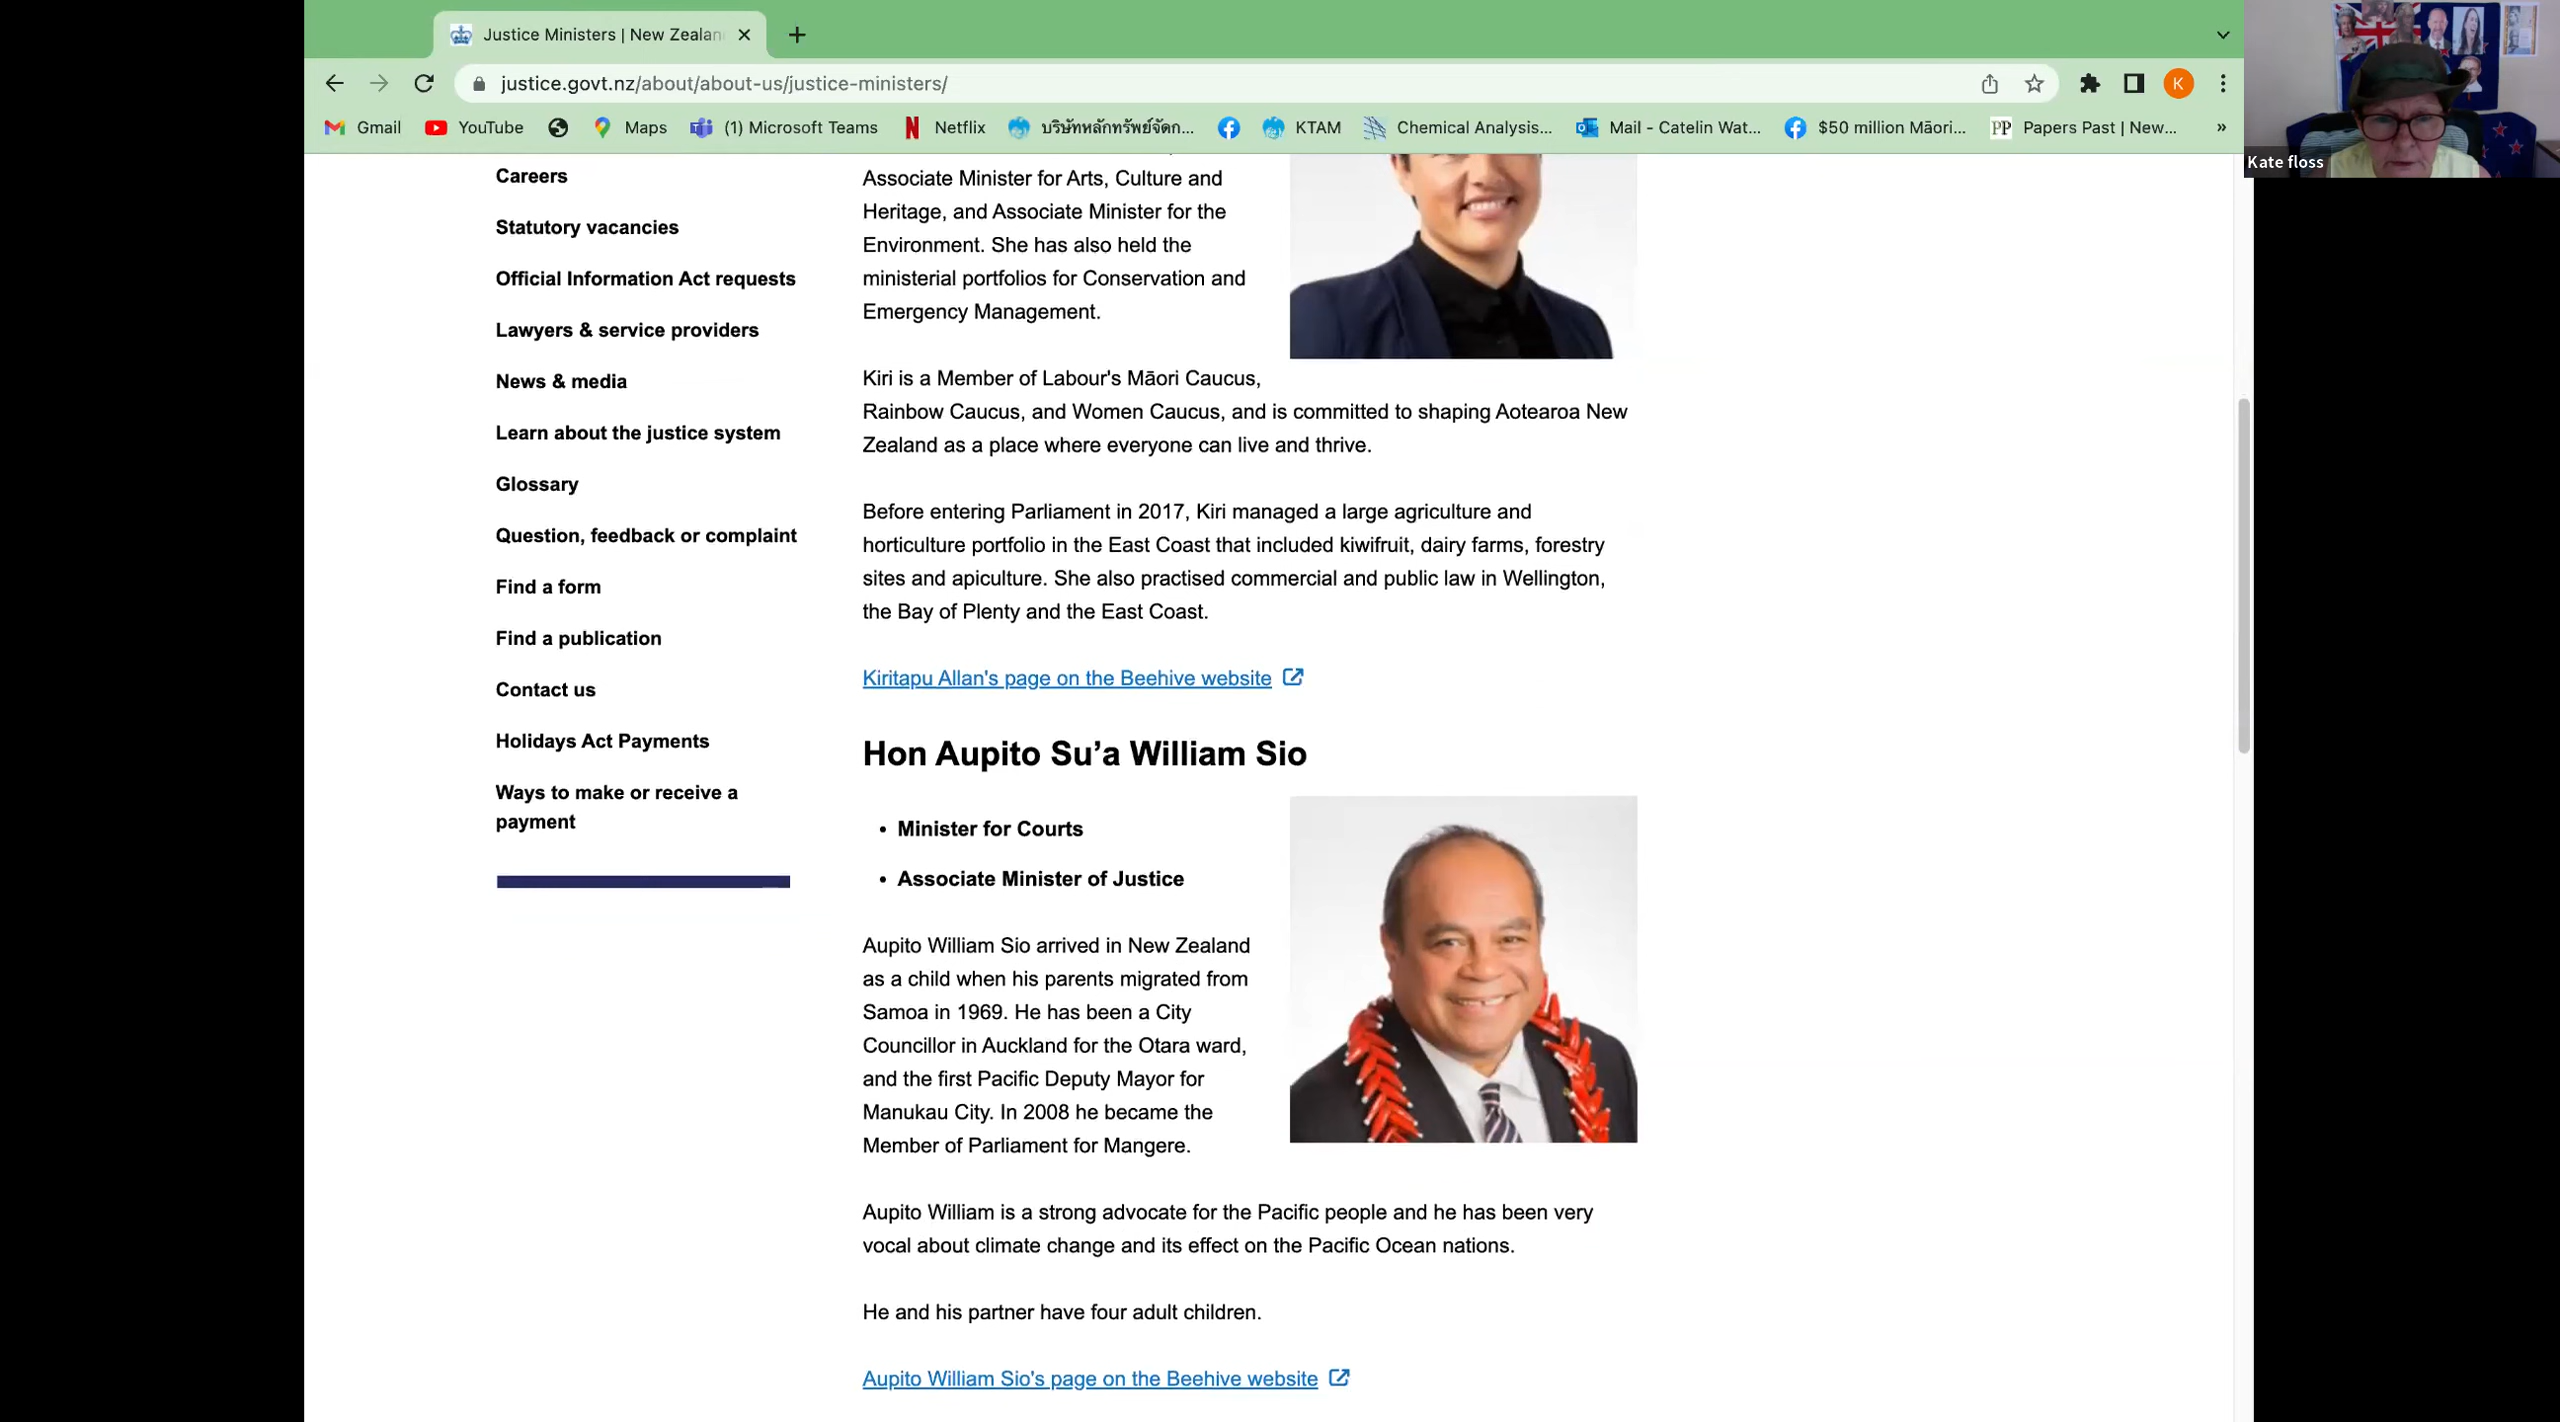 Justice Ministers | New Zealan
justice.govt.nz/about/about-us/justice-ministers/
K
Gmail
YouTube
Maps
(1) Microsoft Teams
Netflix
บริษัทหลักทรัพย์จัดก...
KTAM
Chemical Analysis...
Mail - Catelin Wat...
$50 million Māori...
PP Papers Past | New...
»
Kate floss
Careers
Statutory vacancies
Official Information Act requests
Lawyers & service providers
News & media
Learn about the justice system
Glossary
Question, feedback or complaint
Find a form
Find a publication
Contact us
Holidays Act Payments
Ways to make or receive a
payment
Associate Minister for Arts, Culture and
Heritage, and Associate Minister for the
Environment. She has also held the
ministerial portfolios for Conservation and
Emergency Management.
Kiri is a Member of Labour's Māori Caucus,
Rainbow Caucus, and Women Caucus, and is committed to shaping Aotearoa New
Zealand as a place where everyone can live and thrive.
Before entering Parliament in 2017, Kiri managed a large agriculture and
horticulture portfolio in the East Coast that included kiwifruit, dairy farms, forestry
sites and apiculture. She also practised commercial and public law in Wellington,
the Bay of Plenty and the East Coast.
Kiritapu Allan's page on the Beehive website
Hon Aupito Su’a William Sio
• Minister for Courts
• Associate Minister of Justice
Aupito William Sio arrived in New Zealand
as a child when his parents migrated from
Samoa in 1969. He has been a City
Councillor in Auckland for the Otara ward,
and the first Pacific Deputy Mayor for
Manukau City. In 2008 he became the
Member of Parliament for Mangere.
Aupito William is a strong advocate for the Pacific people and he has been very
vocal about climate change and its effect on the Pacific Ocean nations.
He and his partner have four adult children.
Aupito William Sio's page on the Beehive website